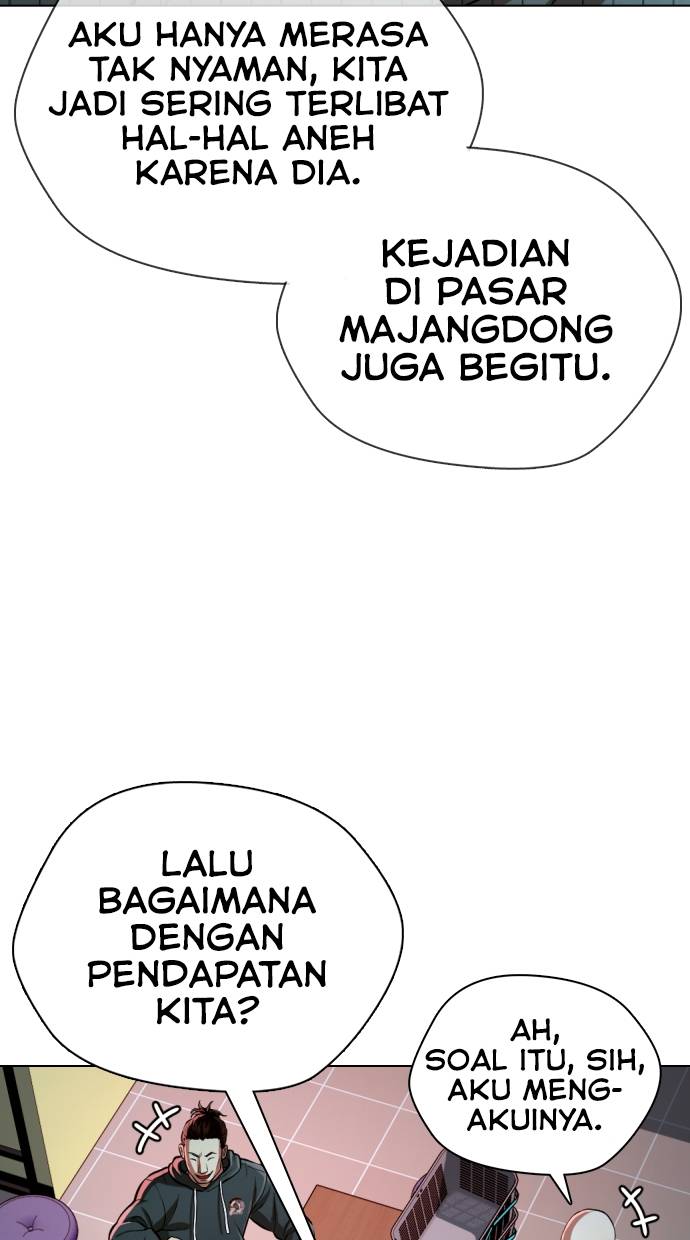 AKU HANYA MERASA
TAK NYAMAN, KITA
JADI SERING TERLIBAT
HAL-HAL ANEH
KARENA DIA.
KEJADIAN
DI PASAR
MAJANGDONG
JUGA BEGITU.
LALU
BAGAIMANA
DENGAN
PENDAPATAN
KITA?
AH,
SOAL ITU, SIH,
AKU MENG-
AKUINYA.